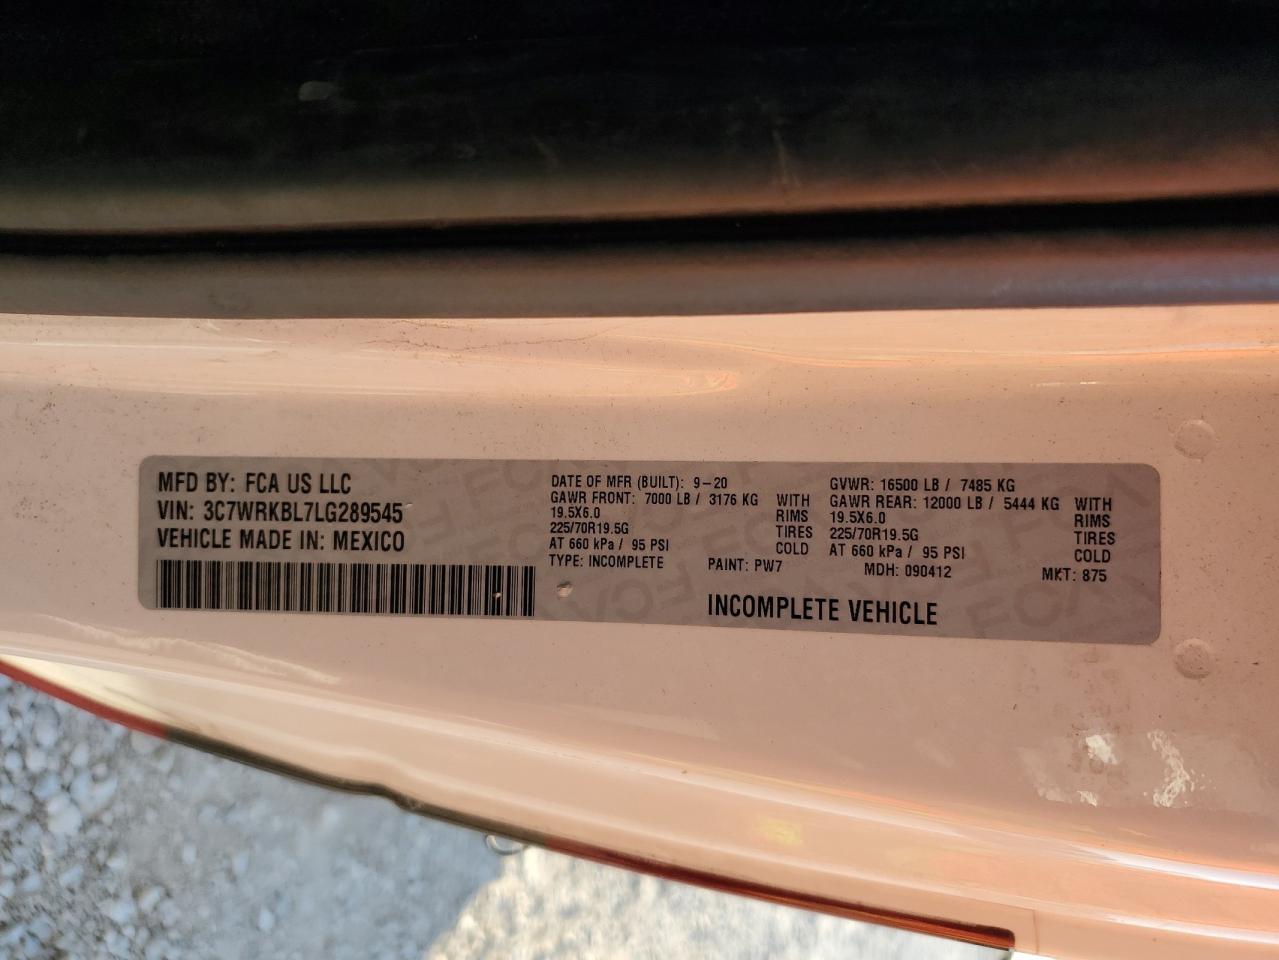 MFD BY: FCA US LLC
VIN: 3C7WRKBL7LG289545
VEHICLE MADE IN: MEXICO
DATE OF MFR (BUILT): 9-20
GAWR FRONT: 7000 LB / 3176 KG WITH
19.5X6.0 RIMS
225/70R19.5G TIRES
AT 660 kPa / 95 PSI COLD
TYPE: INCOMPLETE
GVWR: 16500 LB / 7485 KG
GAWR REAR: 12000 LB / 5444 KG WITH
19.5X6.0 RIMS
225/70R19.5G TIRES
AT 660 kPa / 95 PSI COLD
PAINT: PW7 MDH: 090412 MKT: 875
INCOMPLETE VEHICLE